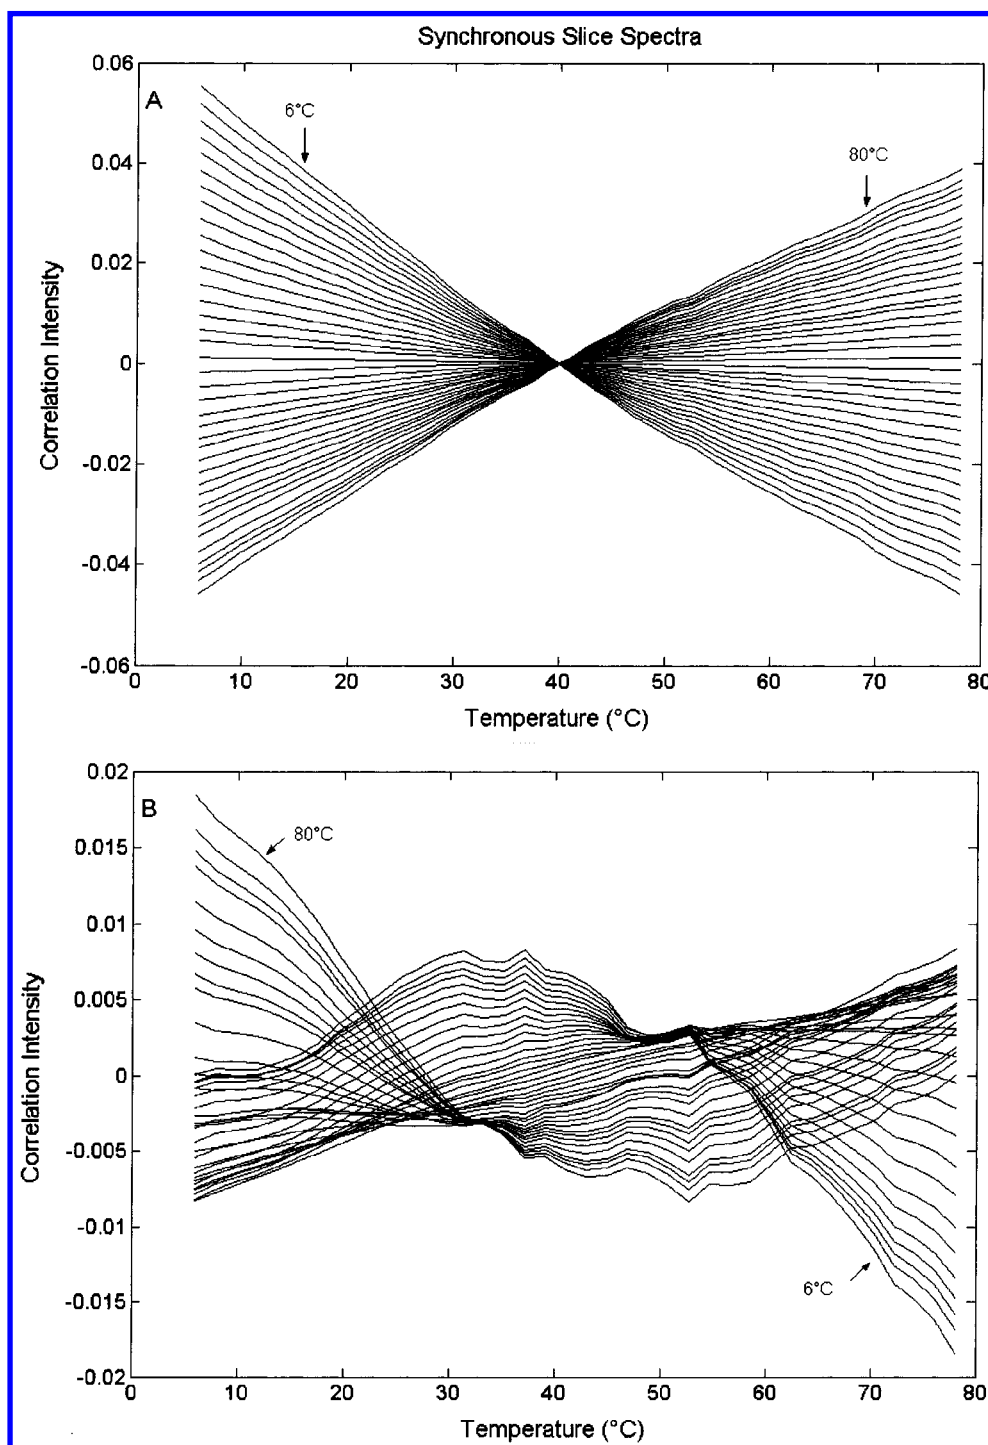 Synchronous Slice Spectra
0.06
A
6°C
80°C
0.04
0.02
0
-0.02
-0.04
-0.06
Correlation Intensity
0 10 20 30 40 50 60 70 80
Temperature (°C)
0.02
B
80°C
0.015
0.01
0.005
0
-0.005
-0.01
-0.015
-0.02
6°C
Correlation Intensity
0 10 20 30 40 50 60 70 80
Temperature (°C)